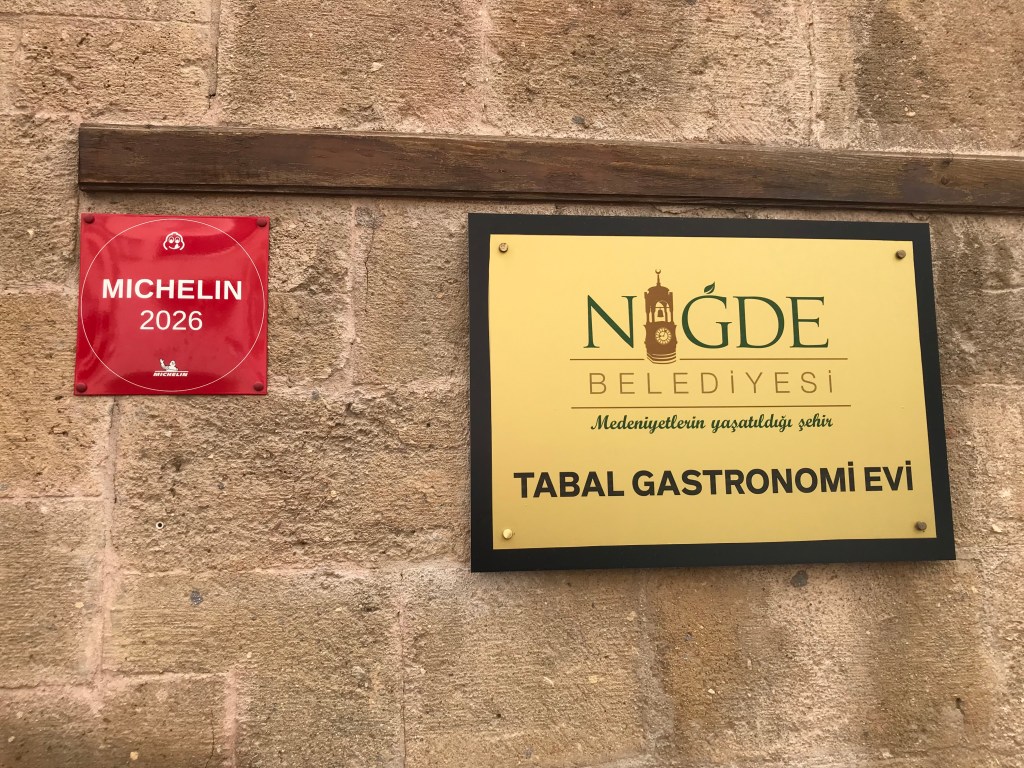 MICHELIN
2026
MICHELIN
NİĞDE
BELEDİYESİ
Medeniyetlerin yaşatıldığı şehir
TABAL GASTRONOMİ EVİ